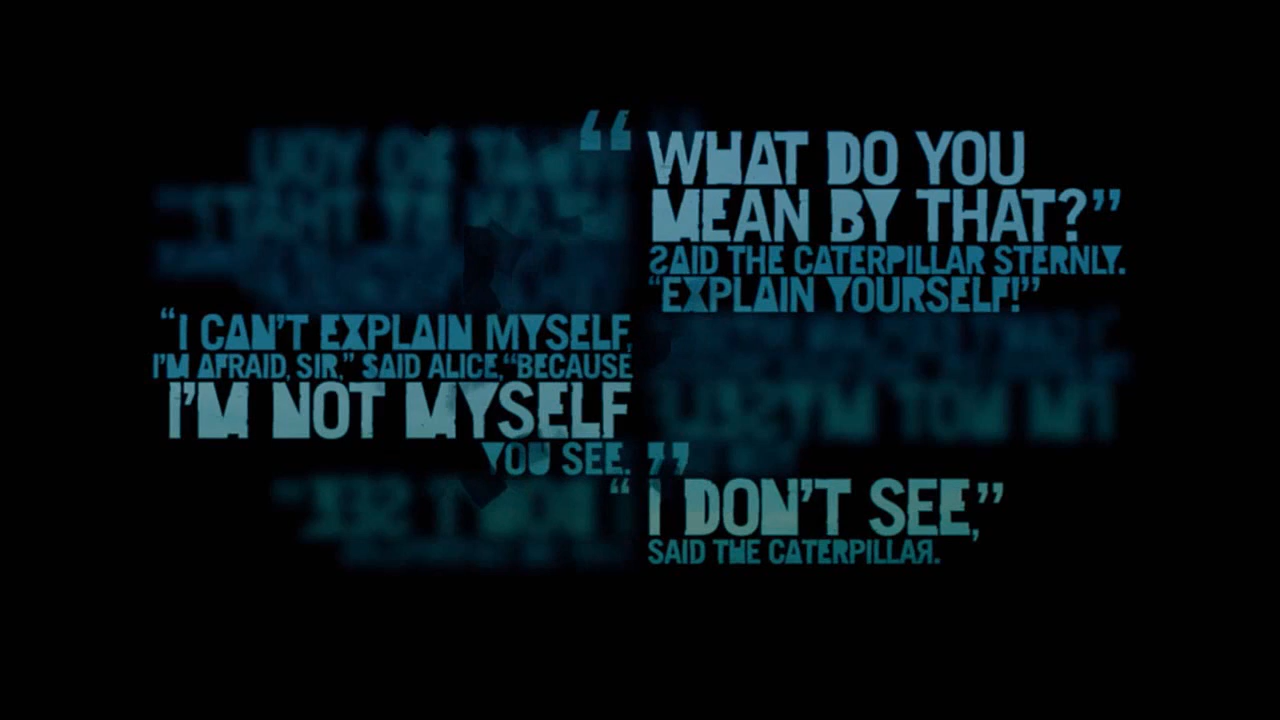 “WHAT DO YOU
MEAN BY THAT?”
SAID THE CATERPILLAR STERNLY.
“EXPLAIN YOURSELF!”
“I CAN’T EXPLAIN MYSELF,
I’M AFRAID, SIR,” SAID ALICE, “BECAUSE
I’M NOT MYSELF
YOU SEE.”
“I DON’T SEE,”
SAID THE CATERPILLAR.